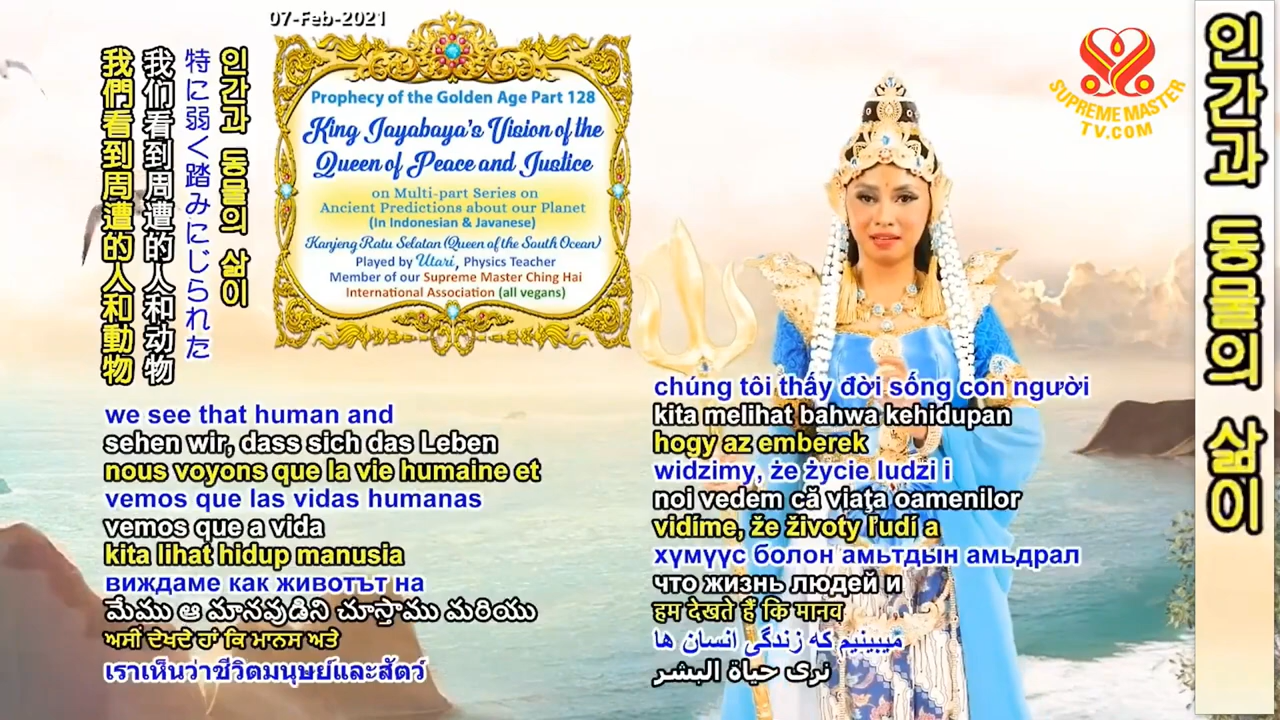 07-Feb-2021
Prophecy of the Golden Age Part 128
King Jayabaya's Vision of the
Queen of Peace and Justice
on Multi-part Series on
Ancient Predictions about our Planet
(In Indonesian & Javanese)
Kanjeng Ratu Selatan (Queen of the South Ocean)
Played by Utari, Physics Teacher
Member of our Supreme Master Ching Hai
International Association (all vegans)
SUPREME MASTER
TV.COM
인간과 동물의 삶이
特に弱く踏みにじられた
我们看到周遭的人和动物
我們看到周遭的人和動物
we see that human and
sehen wir, dass sich das Leben
nous voyons que la vie humaine et
vemos que las vidas humanas
vemos que a vida
kita lihat hidup manusia
виждаме как животът на
మేము ఆ మానవుడిని చూస్తాము మరియు
ਅਸੀਂ ਦੇਖਦੇ ਹਾਂ ਕਿ ਮਾਨਸ ਅਤੇ
เราเห็นว่าชีวิตมนุษย์และสัตว์
chúng tôi thấy đời sống con người
kita melihat bahwa kehidupan
hogy az emberek
widzimy, że życie ludzi i
noi vedem că viaţa oamenilor
vidíme, že životy ľudí a
хүмүүс болон амьтдын амьдрал
что жизнь людей и
हम देखते हैं कि मानव
میبینیم که زندگی انسان ها
نرى حياة البشر
인간과 동물의 삶이